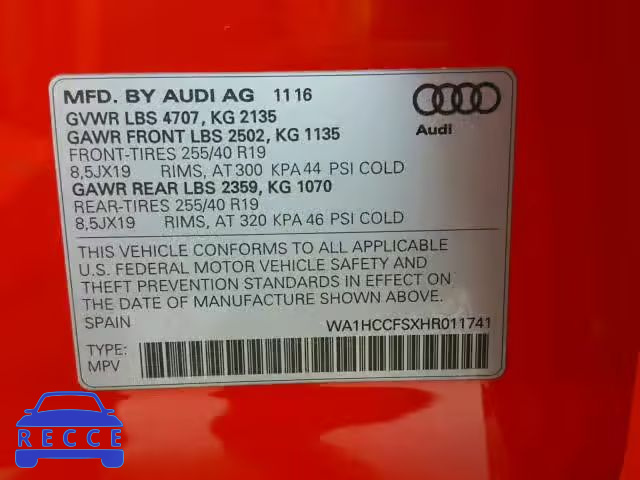 MFD. BY AUDI AG 11 16
GVWR LBS 4707, KG 2135
GAWR FRONT LBS 2502, KG 1135
FRONT-TIRES 255/40 R19
8,5JX19 RIMS, AT 300 KPA 44 PSI COLD
GAWR REAR LBS 2359, KG 1070
REAR-TIRES 255/40 R19
8,5JX19 RIMS, AT 320 KPA 46 PSI COLD
Audi
THIS VEHICLE CONFORMS TO ALL APPLICABLE
U.S. FEDERAL MOTOR VEHICLE SAFETY AND
THEFT PREVENTION STANDARDS IN EFFECT ON
THE DATE OF MANUFACTURE SHOWN ABOVE.
SPAIN WA1HCCFSXHR011741
TYPE:
MPV
RECCE